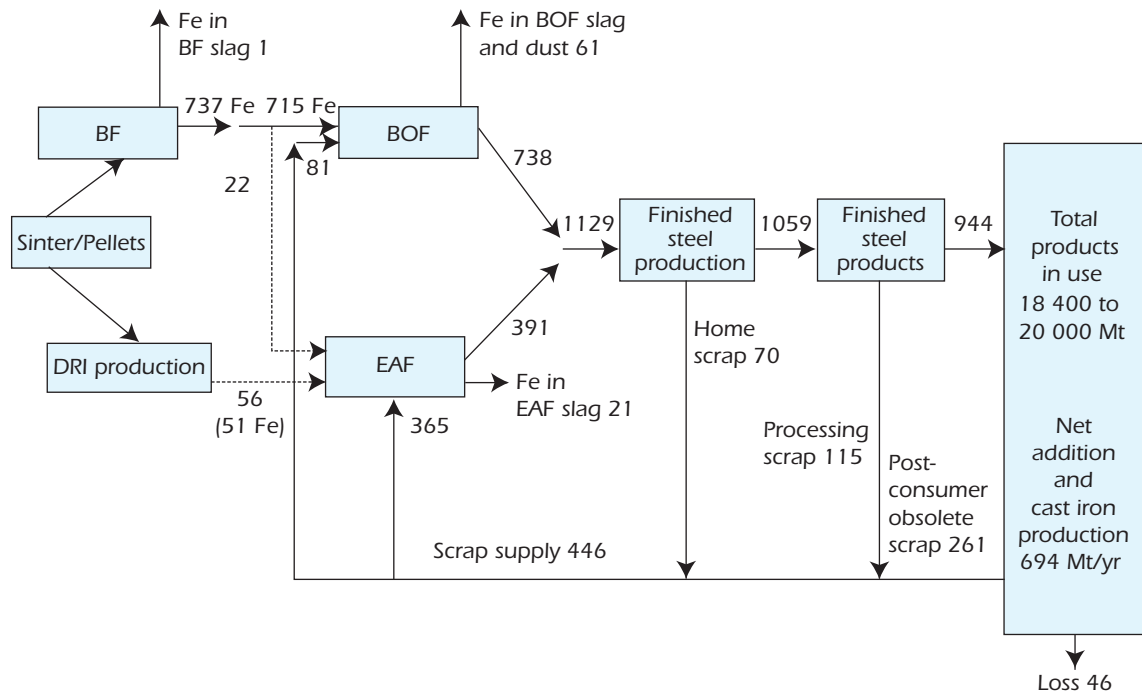 Fe in
BF slag 1
Fe in BOF slag
and dust 61
737 Fe
715 Fe
BF
BOF
81
738
22
Sinter/Pellets
1129
Finished
steel
production
1059
Finished
steel
products
944
Total
products
in use
18 400 to
20 000 Mt
DRI production
EAF
391
Home
scrap 70
56
(51 Fe)
365
Fe in
EAF slag 21
Processing
scrap 115
Post-
consumer
obsolete
scrap 261
Net
addition
and
cast iron
production
694 Mt/yr
Scrap supply 446
Loss 46